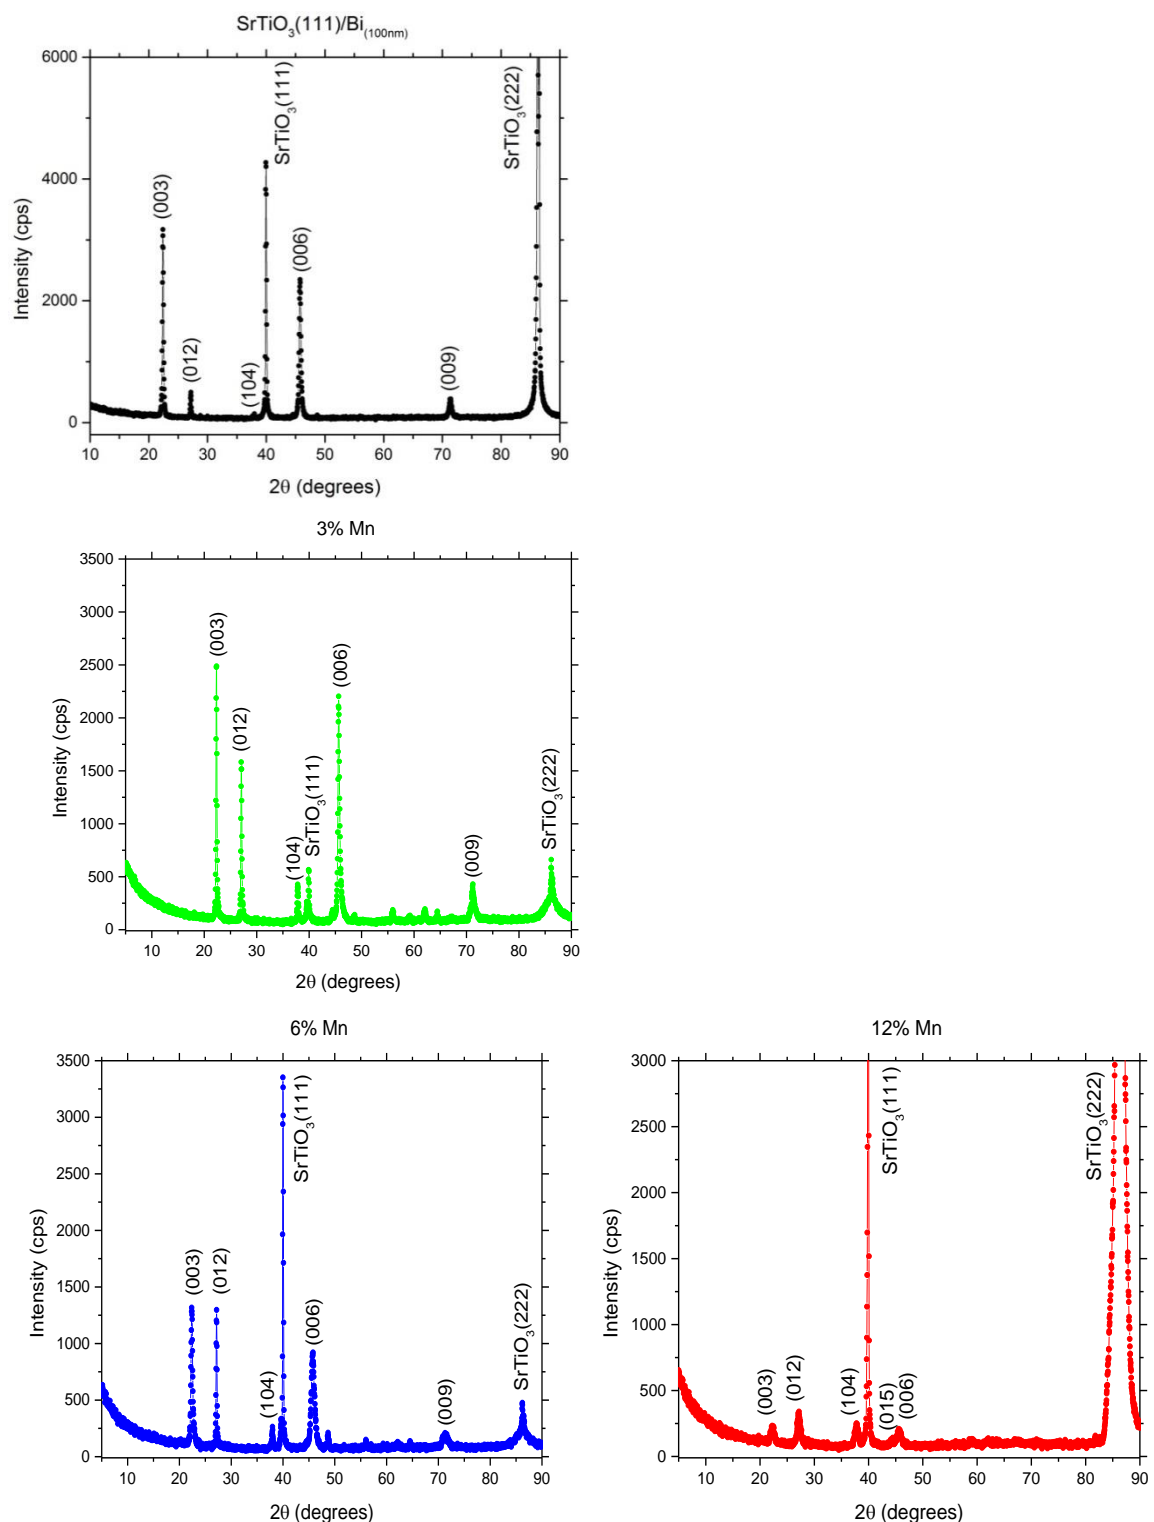 SrTiO₃(111)/Bi₍₁₀₀ₙₘ₎
6000
4000
2000
0
Intensity (cps)
(003)
(012)
(104)
SrTiO₃(111)
(006)
(009)
SrTiO₃(222)
10 20 30 40 50 60 70 80 90
2θ (degrees)
3% Mn
3500
3000
2500
2000
1500
1000
500
0
Intensity (cps)
(003)
(012)
(104)
SrTiO₃(111)
(006)
(009)
SrTiO₃(222)
10 20 30 40 50 60 70 80 90
2θ (degrees)
6% Mn
3500
3000
2500
2000
1500
1000
500
0
Intensity (cps)
(003)
(012)
(104)
SrTiO₃(111)
(006)
(009)
SrTiO₃(222)
10 20 30 40 50 60 70 80 90
2θ (degrees)
12% Mn
3000
2500
2000
1500
1000
500
0
Intensity (cps)
(003)
(012)
(104)
SrTiO₃(111)
(015)
(006)
SrTiO₃(222)
10 20 30 40 50 60 70 80 90
2θ (degrees)